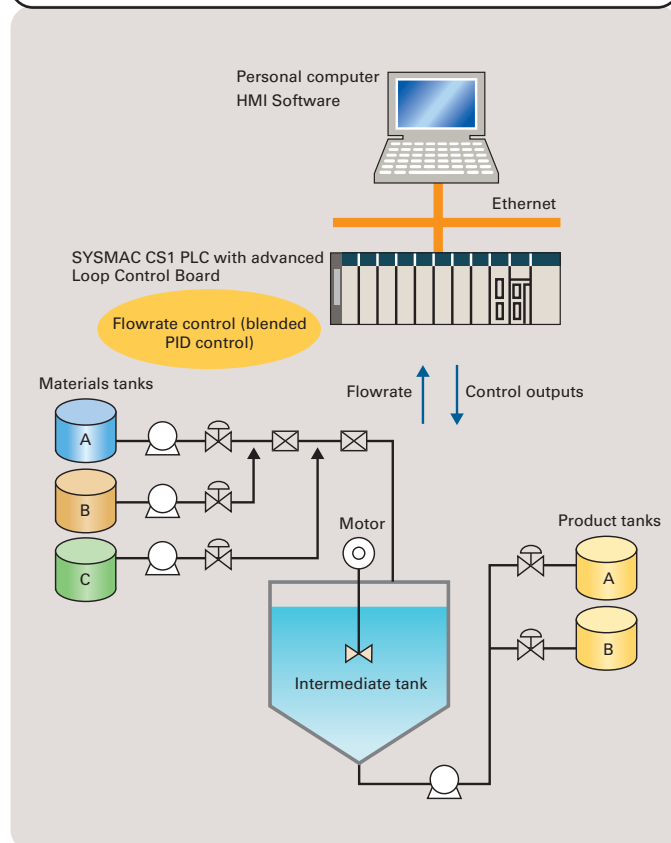 Personal computer
HMI Software
Ethernet
SYSMAC CS1 PLC with advanced
Loop Control Board
Flowrate control (blended
PID control)
Flowrate
Control outputs
Materials tanks
A
B
C
Motor
Product tanks
A
B
Intermediate tank